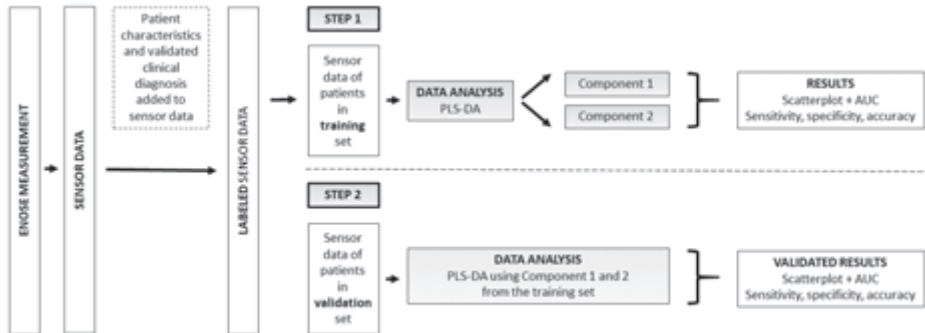 ENOSE MEASUREMENT
SENSOR DATA
Patient
characteristics
and validated
clinical
diagnosis
added to
sensor data
LABELED SENSOR DATA
STEP 1
Sensor
data of
patients
in
training
set
DATA ANALYSIS
PLS-DA
Component 1
Component 2
RESULTS
Scatterplot + AUC
Sensitivity, specificity, accuracy
STEP 2
Sensor
data of
patients
in
validation
set
DATA ANALYSIS
PLS-DA using Component 1 and 2
from the training set
VALIDATED RESULTS
Scatterplot + AUC
Sensitivity, specificity, accuracy